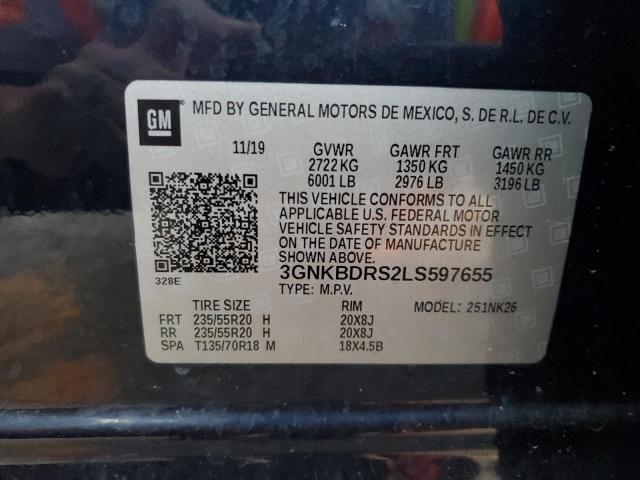 GM MFD BY GENERAL MOTORS DE MEXICO, S. DE R.L. DE C.V.
11/19 GVWR GAWR FRT GAWR RR
2722 KG 1350 KG 1450 KG
6001 LB 2976 LB 3196 LB
THIS VEHICLE CONFORMS TO ALL
APPLICABLE U.S. FEDERAL MOTOR
VEHICLE SAFETY STANDARDS IN EFFECT
ON THE DATE OF MANUFACTURE
SHOWN ABOVE.
3GNKBDRS2LS597655
328E TYPE: M.P.V.
TIRE SIZE RIM MODEL: 251NK26
FRT 235/55R20 H 20X8J
RR 235/55R20 H 20X8J
SPA T135/70R18 M 18X4.5B